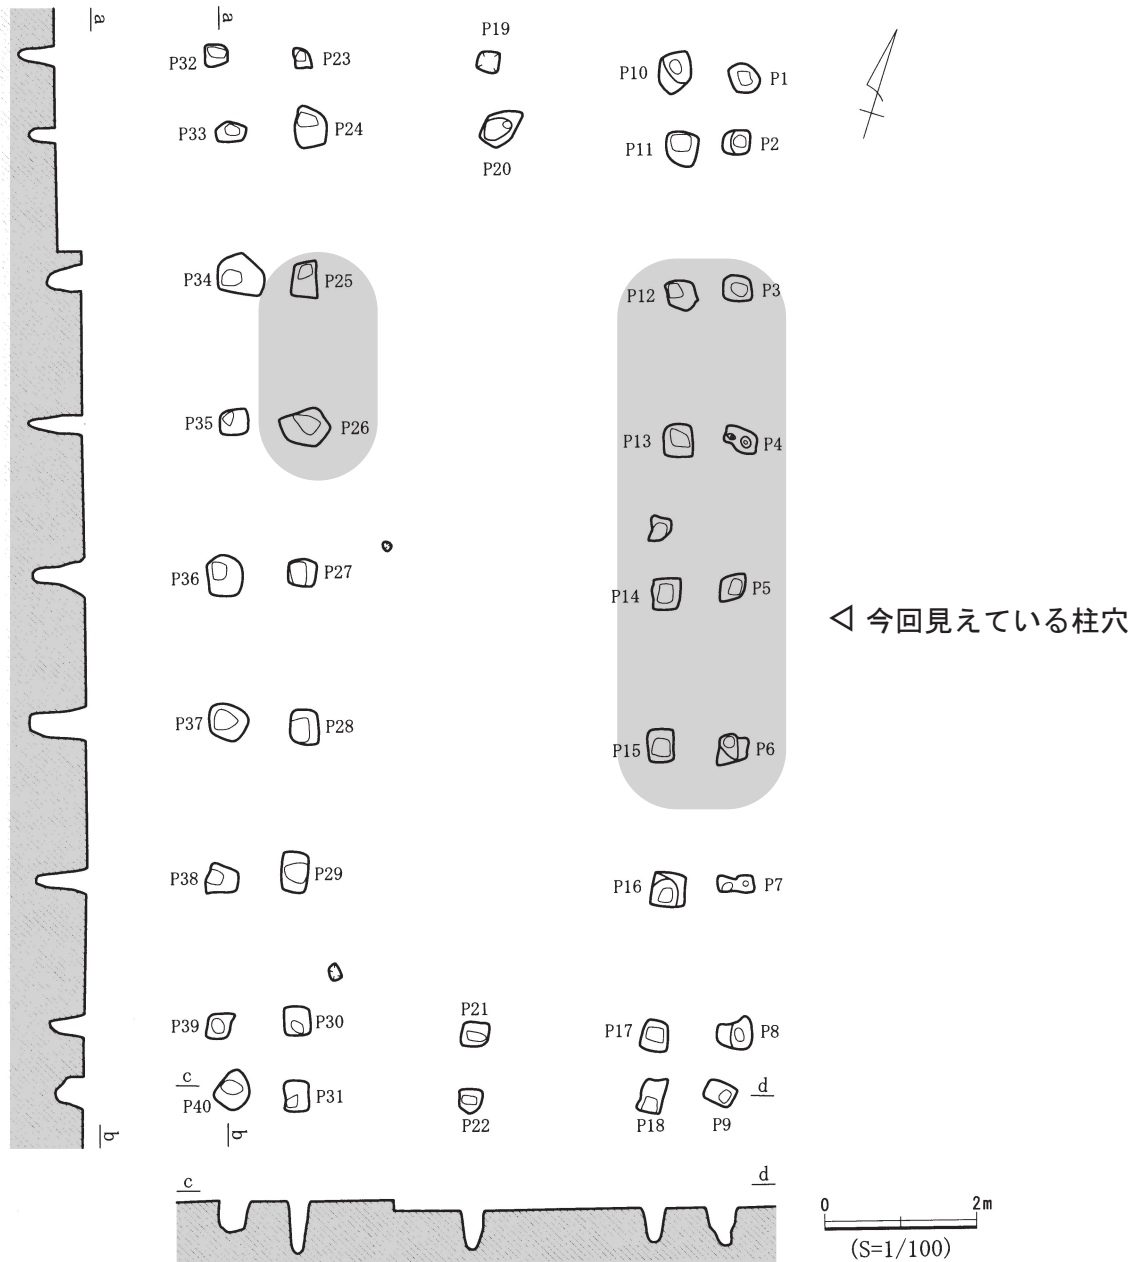 a
a
P19
P32
P23
P10
P1
P33
P24
P11
P2
P20
P34
P25
P12
P3
P35
P26
P13
P4
P36
P27
P14
P5
◁ 今回見えている柱穴
P37
P28
P15
P6
P38
P29
P16
P7
P39
P30
P21
P17
P8
c
d
P40
P31
P22
P18
P9
b
b
c
d
0
2m
(S=1/100)